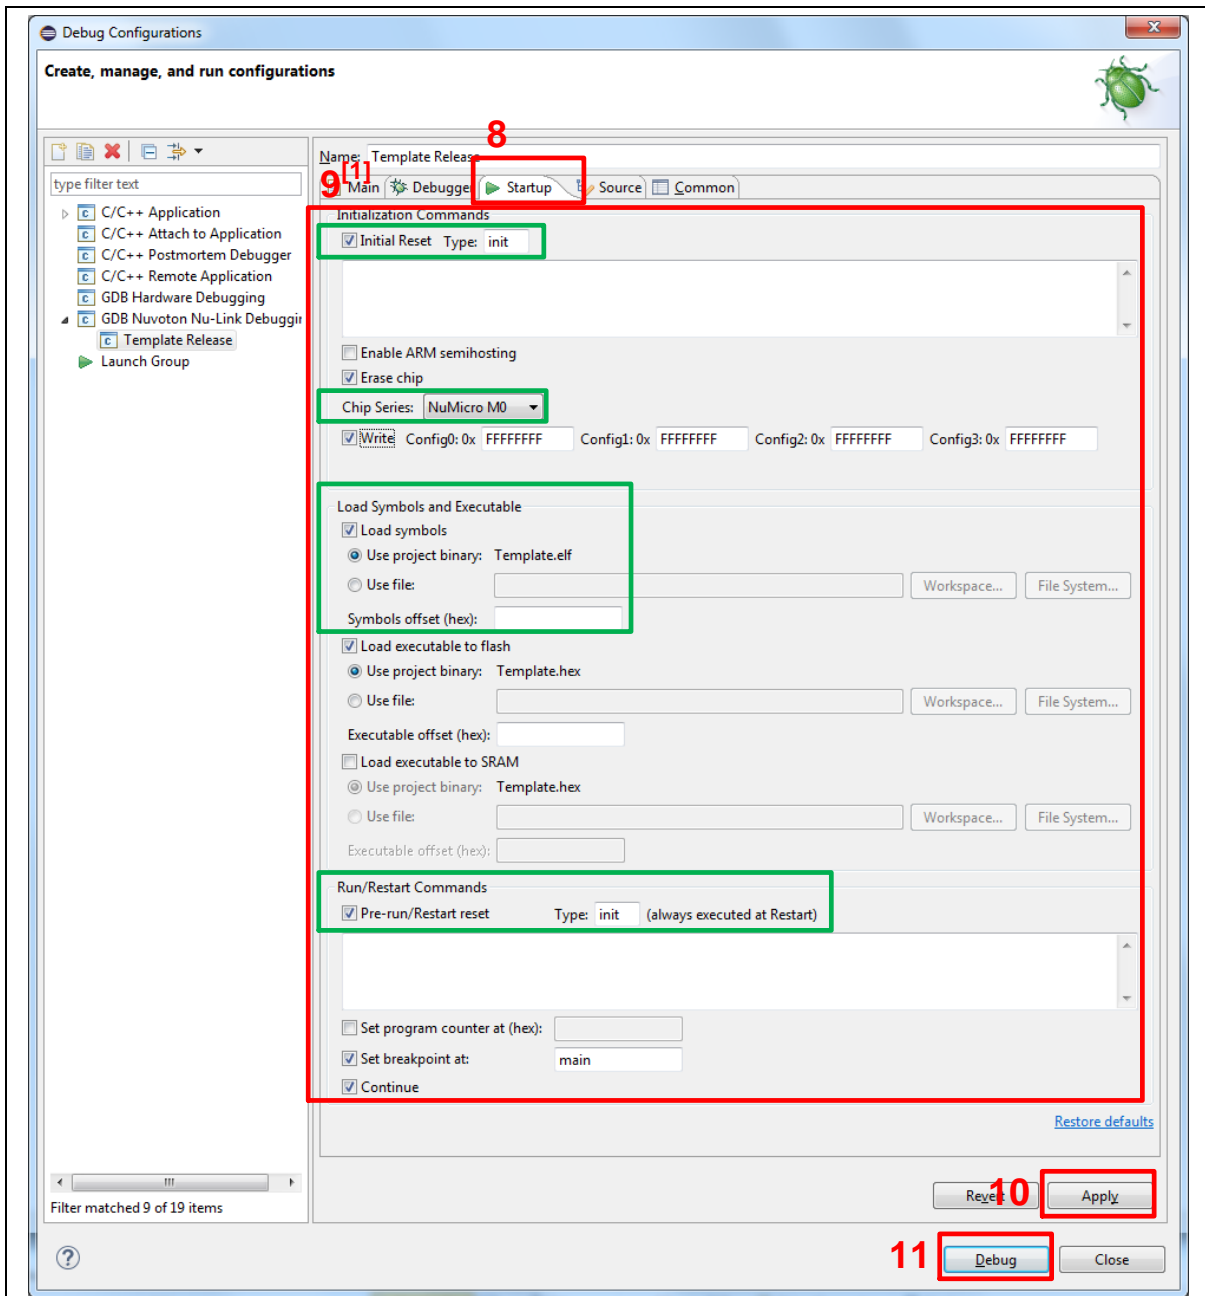 Debug Configurations
X
Create, manage, and run configurations
8
Name: Template Release
9[1]
type filter text
Main Debugger Startup Source Common
C/C++ Application
C/C++ Attach to Application
C/C++ Postmortem Debugger
C/C++ Remote Application
GDB Hardware Debugging
GDB Nuvoton Nu-Link Debuggin
Template Release
Launch Group
Initialization Commands
Initial Reset Type: init
Enable ARM semihosting
Erase chip
Chip Series: NuMicro M0
Write Config0: 0x FFFFFFFF Config1: 0x FFFFFFFF Config2: 0x FFFFFFFF Config3: 0x FFFFFFFF
Load Symbols and Executable
Load symbols
Use project binary: Template.elf
Use file: Workspace... File System...
Symbols offset (hex):
Load executable to flash
Use project binary: Template.hex
Use file: Workspace... File System...
Executable offset (hex):
Load executable to SRAM
Use project binary: Template.hex
Use file: Workspace... File System...
Executable offset (hex):
Run/Restart Commands
Pre-run/Restart reset Type: init (always executed at Restart)
Set program counter at (hex):
Set breakpoint at: main
Continue
Restore defaults
Filter matched 9 of 19 items
Revert 10 Apply
11 Debug Close